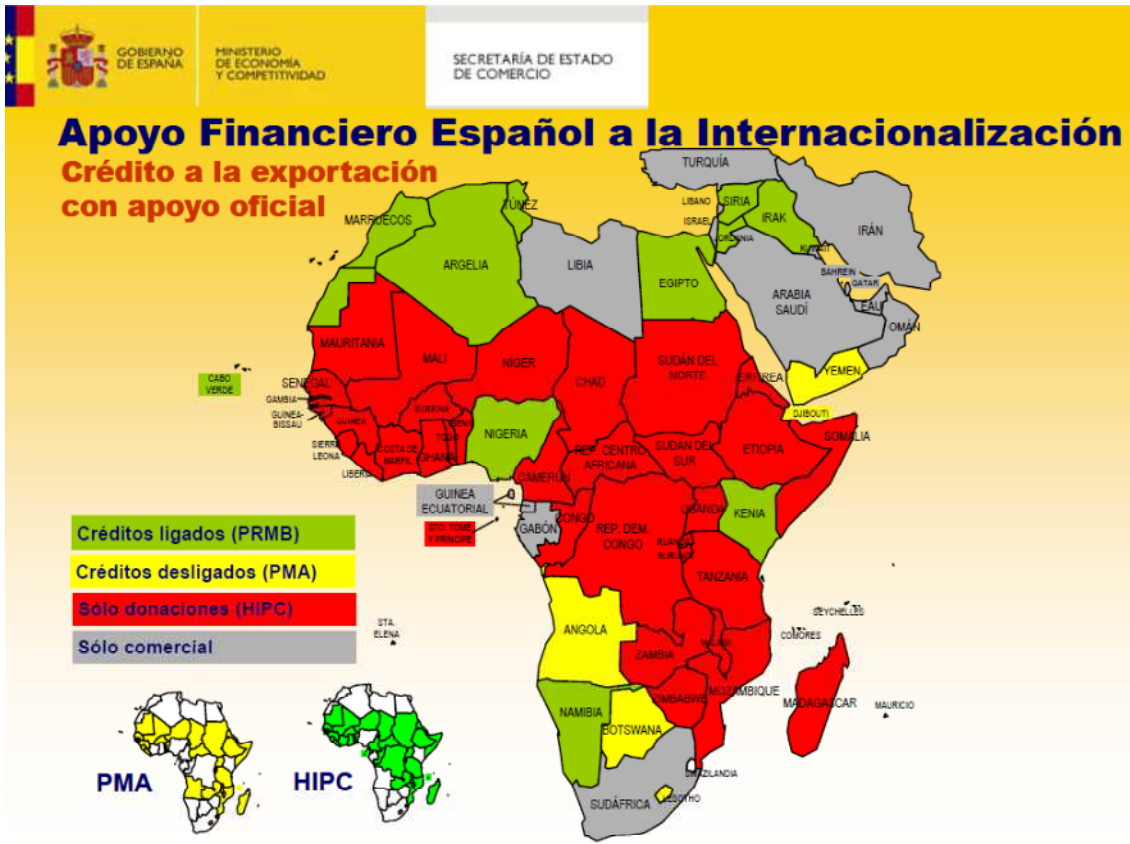 GOBIERNO
DE ESPAÑA
MINISTERIO
DE ECONOMÍA
Y COMPETITIVIDAD
SECRETARÍA DE ESTADO
DE COMERCIO
Apoyo Financiero Español a la Internacionalización
Crédito a la exportación
con apoyo oficial
TURQUÍA
LIBANO
SIRIA
ISRAEL
IRAK
JORDENIA
IRÁN
KUWAIT
BAHREIN
QATAR
EAU
OMÁN
ARABIA
SAUDÍ
YEMEN
MARRUECOS
TÚNEZ
ARGELIA
LIBIA
EGIPTO
MAURITANIA
MALI
NÍGER
CHAD
SUDÁN DEL
NORTE
ERITREA
DJIBOUTI
SOMALIA
ETIOPÍA
CABO
VERDE
SENEGAL
GAMBIA
GUINEA-
BISSAU
GUINEA
SIERRA
LEONA
LIBERIA
COSTA DE
MARFIL
BURKINA
GHANA
TOGO
BENIN
NIGERIA
CAMERÚN
REP. CENTRO
AFRICANA
SUDÁN DEL
SUR
GUINEA
ECUATORIAL
STO. TOMÉ
Y PRINCIPE
GABÓN
CONGO
REP. DEM.
CONGO
UGANDA
KENIA
RUANDA
BURUNDI
TANZANIA
SEYCHELLES
COMORES
STA.
ELENA
ANGOLA
ZAMBIA
MALAWI
MOZAMBIQUE
ZIMBABWE
MADAGASCAR
MAURICIO
NAMIBIA
BOTSWANA
SWAZILANDIA
LESOTHO
SUDÁFRICA
Créditos ligados (PRMB)
Créditos desligados (PMA)
Sólo donaciones (HIPC)
Sólo comercial
PMA
HIPC